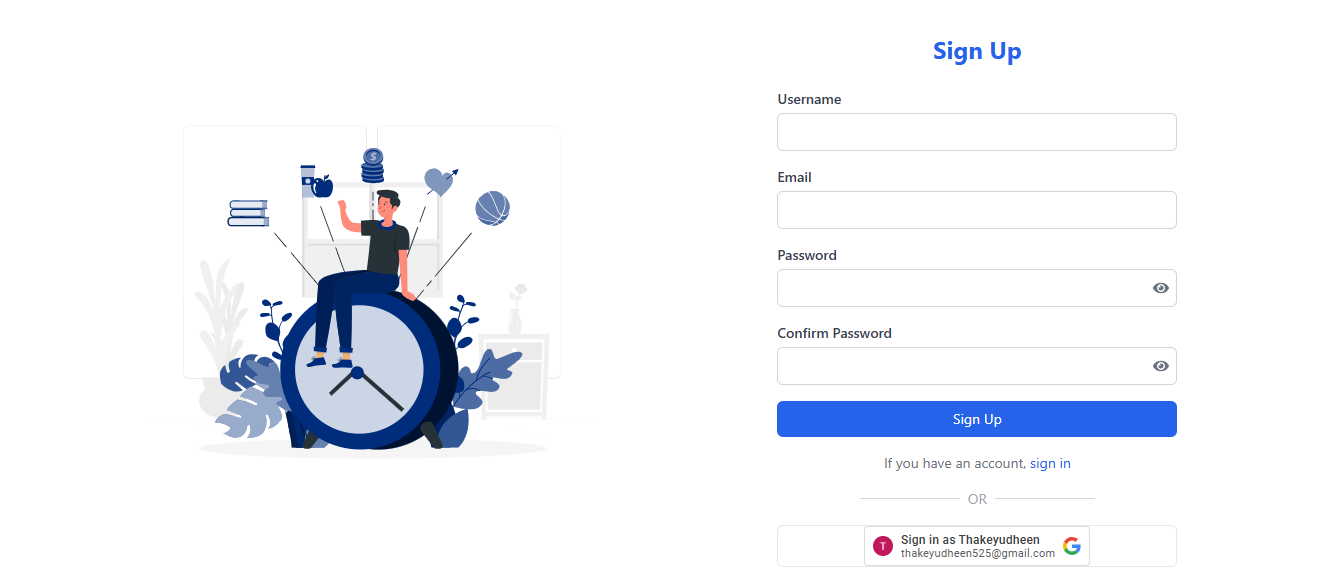 Sign Up
Username
Email
Password
Confirm Password
Sign Up
If you have an account, sign in
OR
T
Sign in as Thakeyudheen
thakeyudheen525@gmail.com
$